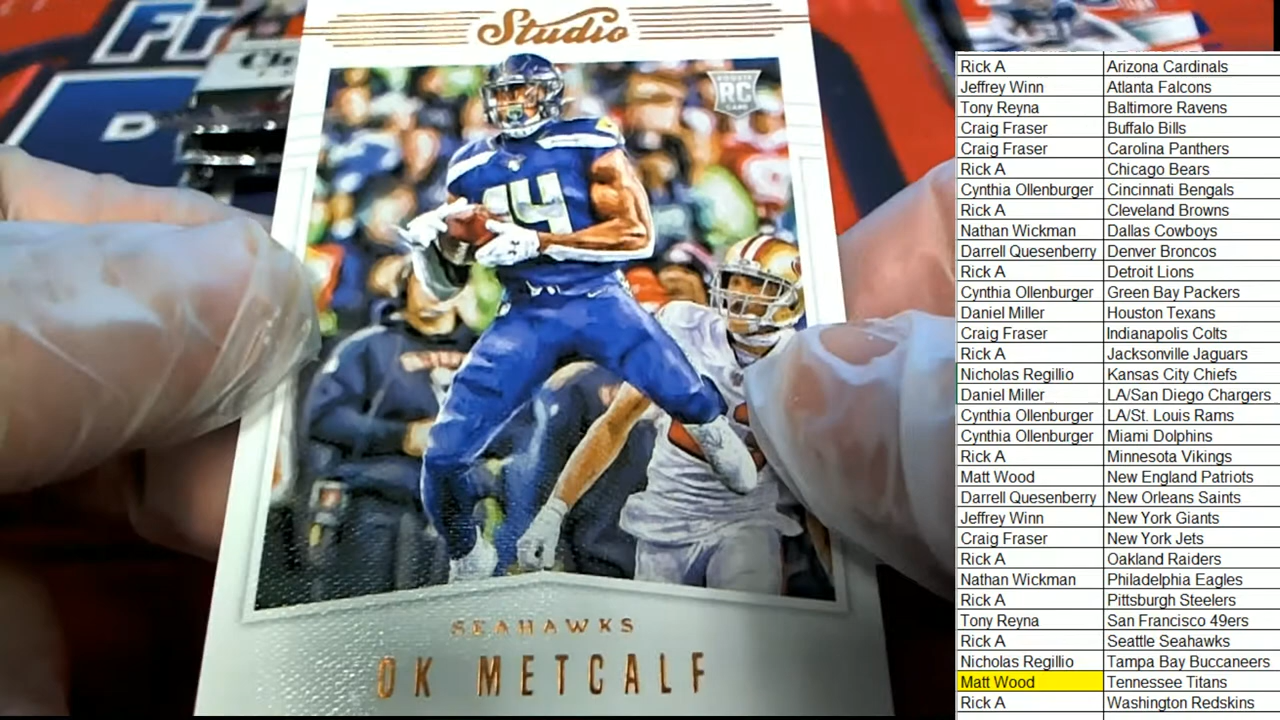 Fr
D
Studio
ROOKIE
RC
CARD
14
SEAHAWKS
DK METCALF
Rick A Arizona Cardinals
Jeffrey Winn Atlanta Falcons
Tony Reyna Baltimore Ravens
Craig Fraser Buffalo Bills
Craig Fraser Carolina Panthers
Rick A Chicago Bears
Cynthia Ollenburger Cincinnati Bengals
Rick A Cleveland Browns
Nathan Wickman Dallas Cowboys
Darrell Quesenberry Denver Broncos
Rick A Detroit Lions
Cynthia Ollenburger Green Bay Packers
Daniel Miller Houston Texans
Craig Fraser Indianapolis Colts
Rick A Jacksonville Jaguars
Nicholas Regillio Kansas City Chiefs
Daniel Miller LA/San Diego Chargers
Cynthia Ollenburger LA/St. Louis Rams
Cynthia Ollenburger Miami Dolphins
Rick A Minnesota Vikings
Matt Wood New England Patriots
Darrell Quesenberry New Orleans Saints
Jeffrey Winn New York Giants
Craig Fraser New York Jets
Rick A Oakland Raiders
Nathan Wickman Philadelphia Eagles
Rick A Pittsburgh Steelers
Tony Reyna San Francisco 49ers
Rick A Seattle Seahawks
Nicholas Regillio Tampa Bay Buccaneers
Matt Wood Tennessee Titans
Rick A Washington Redskins